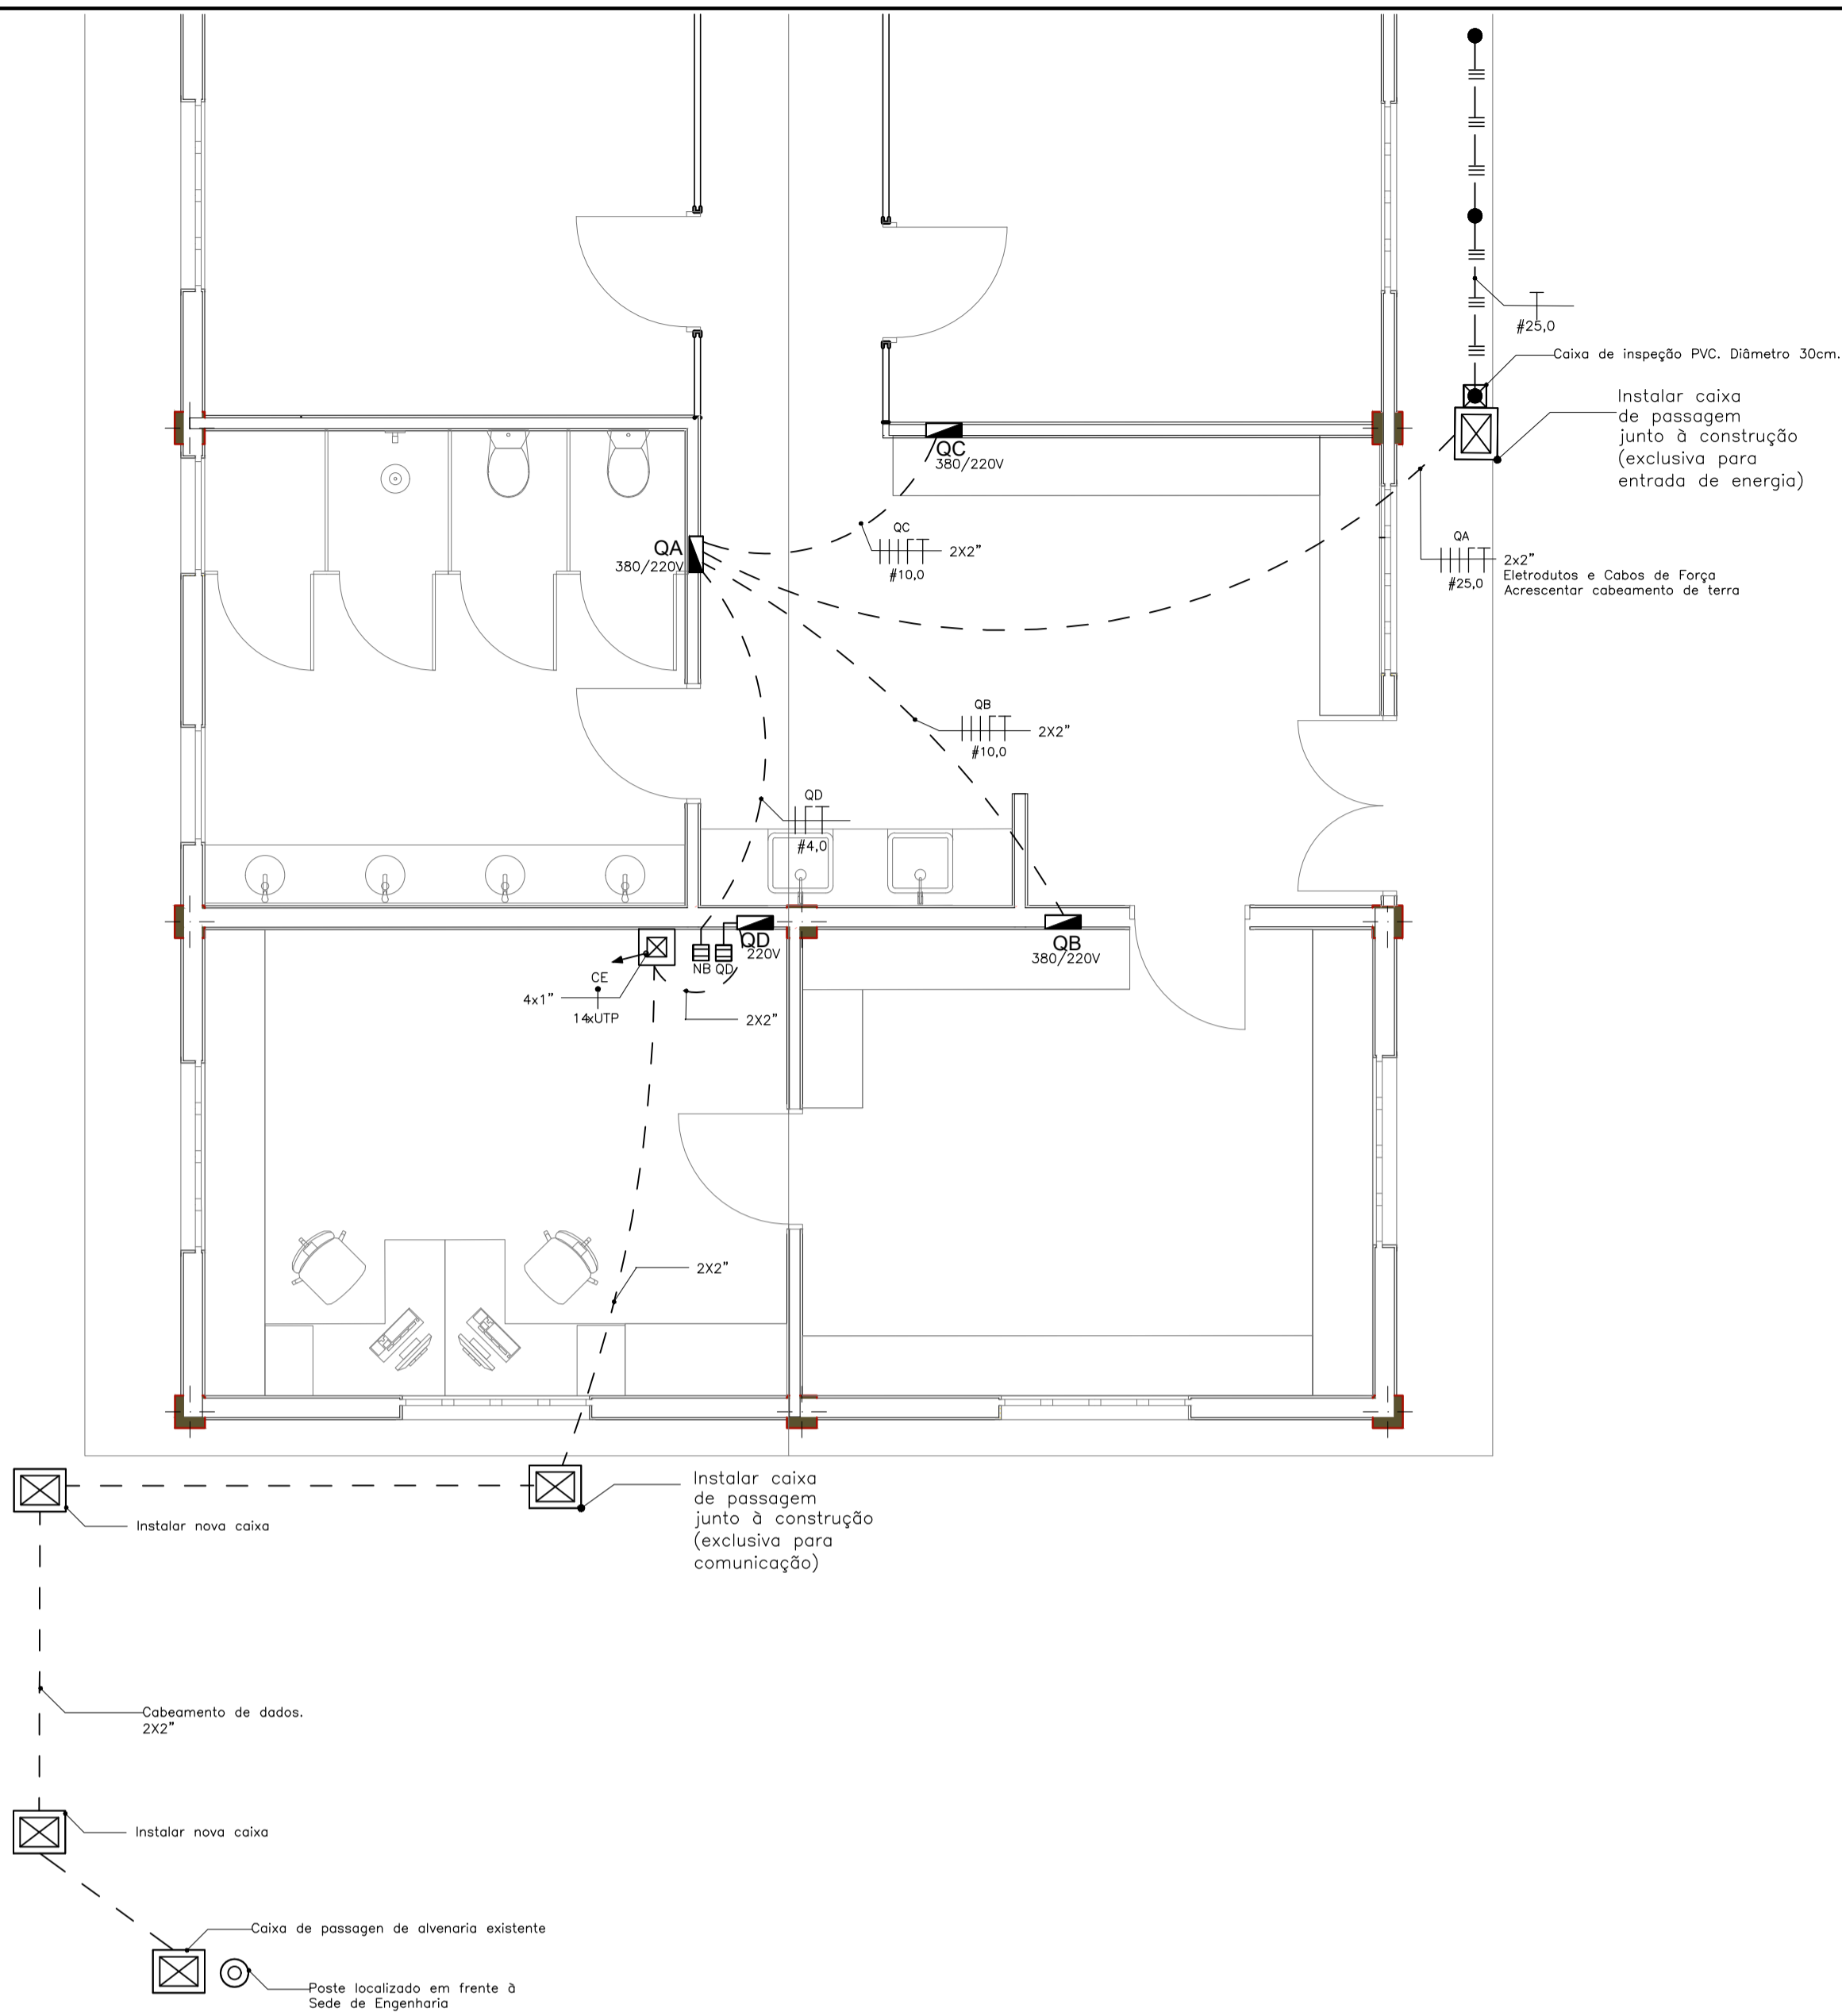 #25,0
Caixa de inspeção PVC. Diâmetro 30cm.
Instalar caixa
de passagem
junto à construção
(exclusiva para
entrada de energia)
QC
380/220V
QA
380/220V
QC
2X2"
#10,0
QA
2x2"
#25,0
Eletrodutos e Cabos de Força
Acrescentar cabeamento de terra
QB
2X2"
#10,0
QD
#4,0
QD
220V
NB
QD
QB
380/220V
CE
4x1"
14xUTP
2X2"
2X2"
Instalar caixa
de passagem
junto à construção
(exclusiva para
comunicação)
Instalar nova caixa
Cabeamento de dados.
2X2"
Instalar nova caixa
Caixa de passagen de alvenaria existente
Poste localizado em frente à
Sede de Engenharia